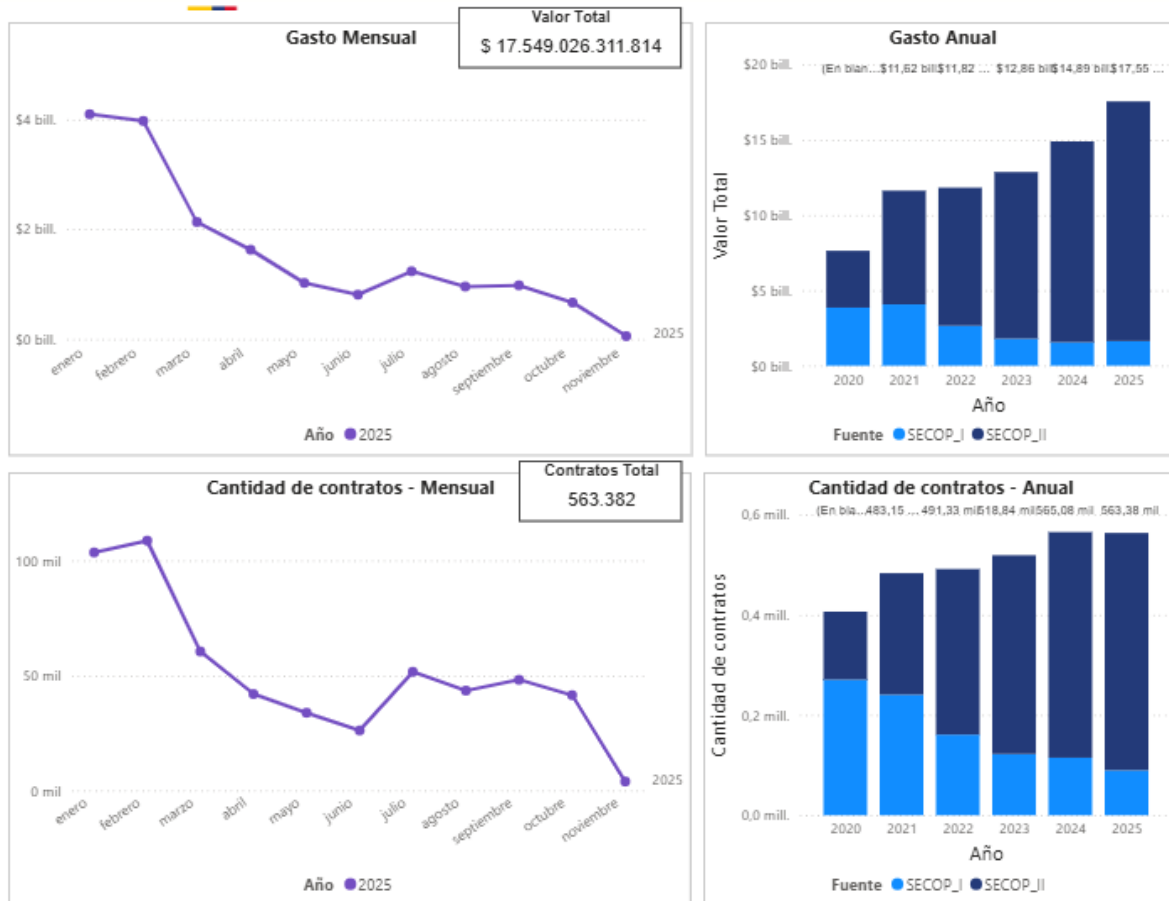 Gasto Mensual
Valor Total
$ 17.549.026.311.814
$4 bill.
$2 bill.
$0 bill.
enero
febrero
marzo
abril
mayo
junio
julio
agosto
septiembre
octubre
noviembre
2025
Año 2025
Gasto Anual
(En blan... $11,62 bill. $11,82 ... $12,86 bill. $14,89 bill. $17,55 ...
Valor Total
$20 bill.
$15 bill.
$10 bill.
$5 bill.
$0 bill.
2020 2021 2022 2023 2024 2025
Año
Fuente SECOP_I SECOP_II
Cantidad de contratos - Mensual
Contratos Total
563.382
100 mil
50 mil
0 mil
enero
febrero
marzo
abril
mayo
junio
julio
agosto
septiembre
octubre
noviembre
2025
Año 2025
Cantidad de contratos - Anual
(En bla... 483,15 ... 491,33 mil 518,84 mil 565,08 mil 563,38 mil
Cantidad de contratos
0,6 mill.
0,4 mill.
0,2 mill.
0,0 mill.
2020 2021 2022 2023 2024 2025
Año
Fuente SECOP_I SECOP_II